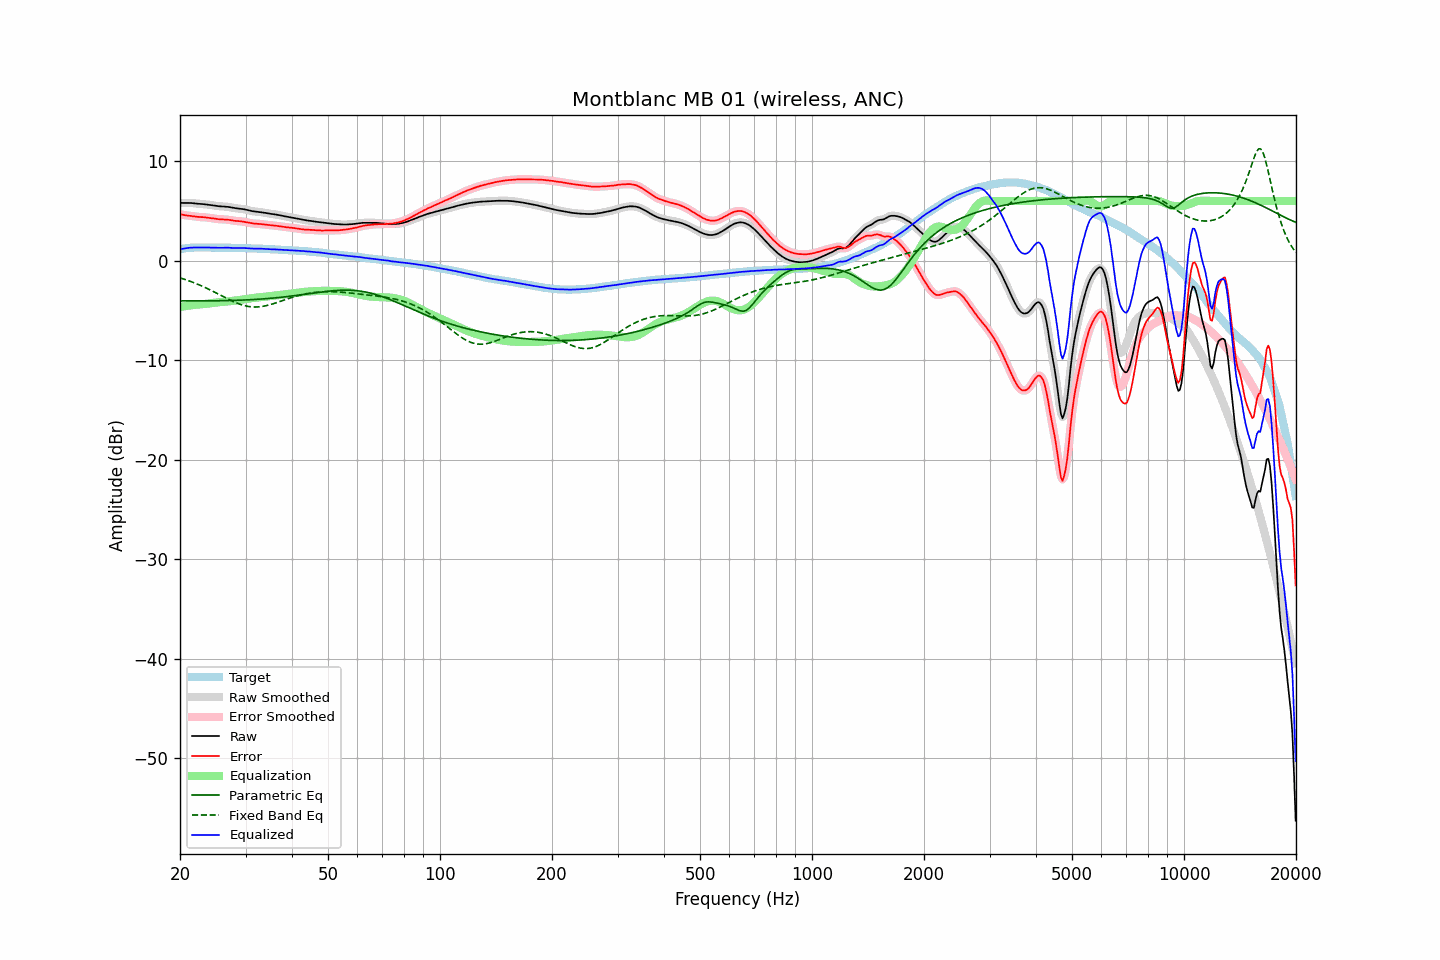 Montblanc MB 01 (wireless, ANC)
Amplitude (dBr)
10
0
−10
−20
−30
−40
−50
Target
Raw Smoothed
Error Smoothed
Raw
Error
Equalization
Parametric Eq
Fixed Band Eq
Equalized
20 50 100 200 500 1000 2000 5000 10000 20000
Frequency (Hz)